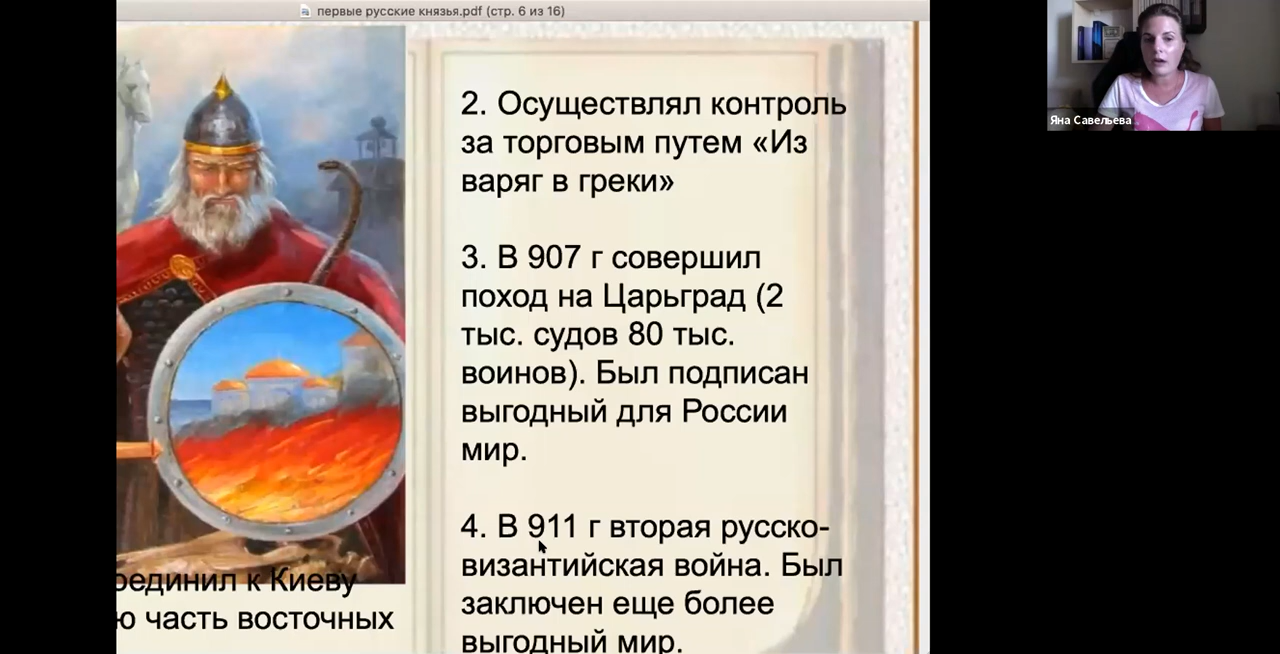 первые русские князья.pdf (стр. 6 из 16)
Яна Савельева
2. Осуществлял контроль
за торговым путем «Из
варяг в греки»
3. В 907 г совершил
поход на Царьград (2
тыс. судов 80 тыс.
воинов). Был подписан
выгодный для России
мир.
4. В 911 г вторая русско-
византийская война. Был
заключен еще более
выгодный мир.
оединил к Киеву
ю часть восточных